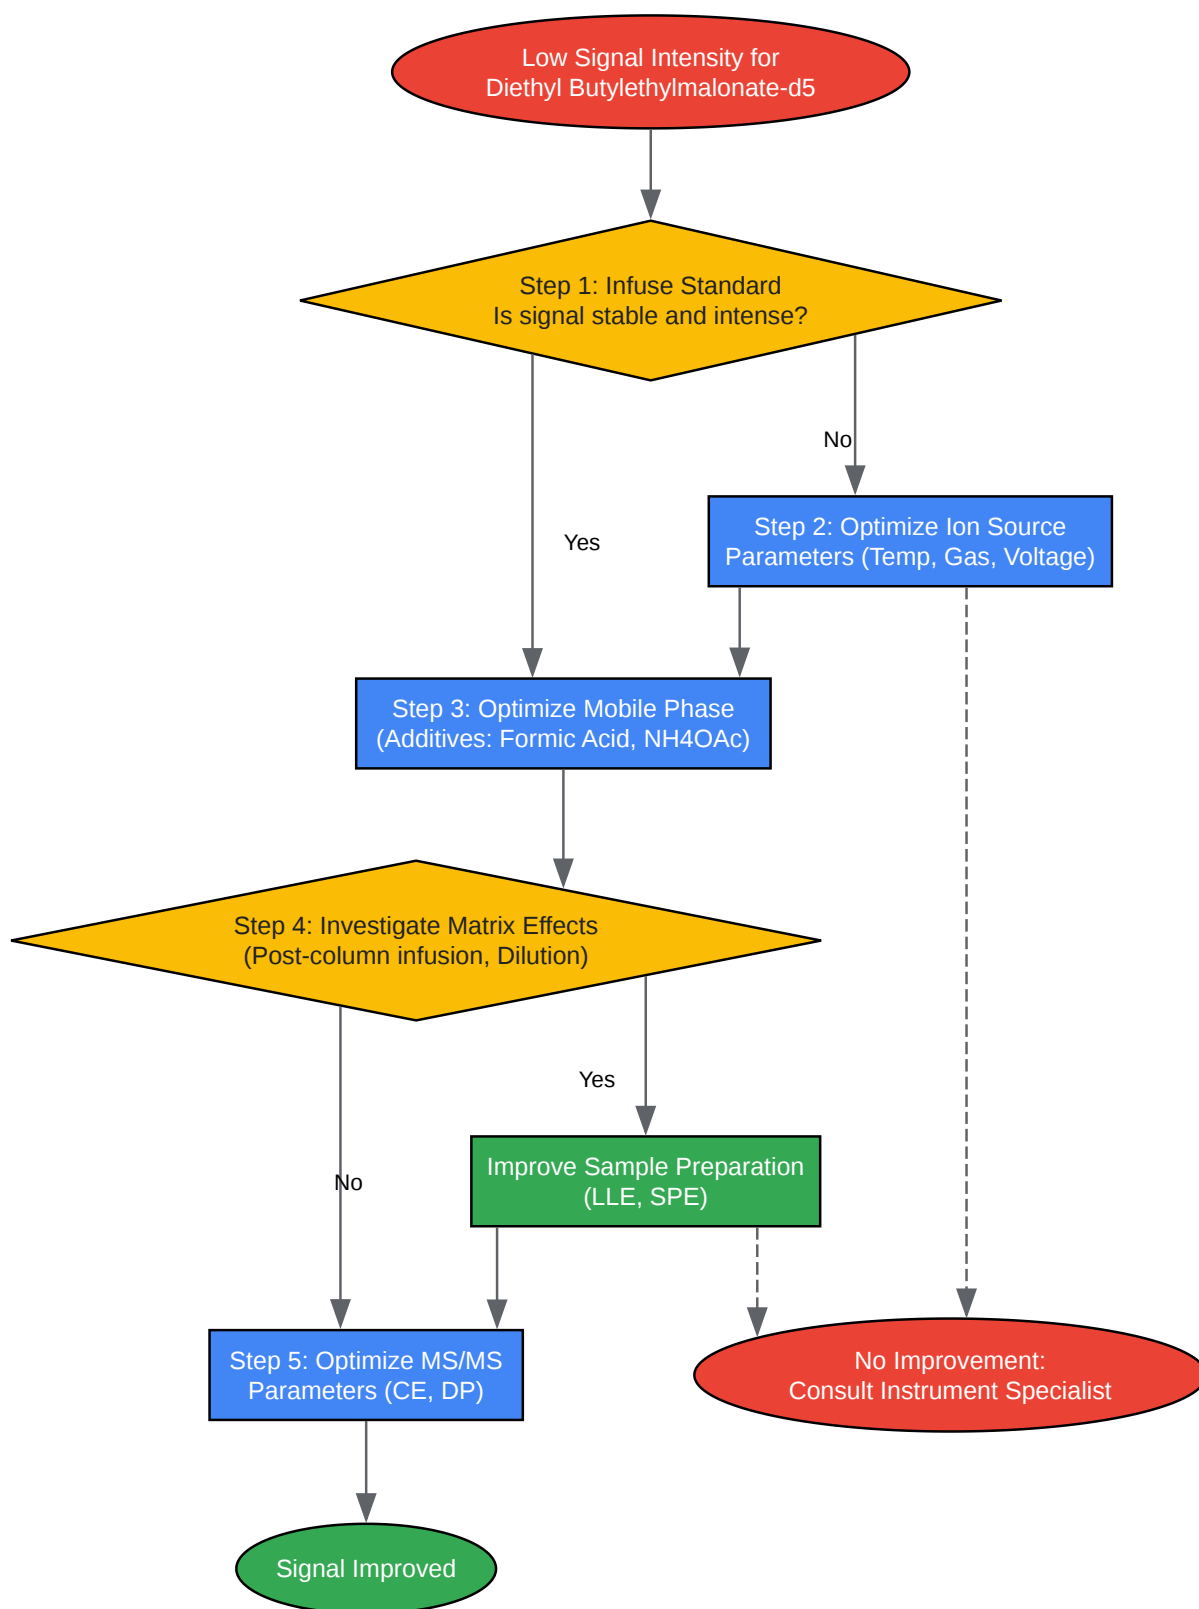 Low Signal Intensity for
Diethyl Butylethylmalonate-d5
Step 1: Infuse Standard
Is signal stable and intense?
No
Step 2: Optimize Ion Source
Parameters (Temp, Gas, Voltage)
Yes
Step 3: Optimize Mobile Phase
(Additives: Formic Acid, NH4OAc)
Step 4: Investigate Matrix Effects
(Post-column infusion, Dilution)
Yes
Improve Sample Preparation
(LLE, SPE)
No
Step 5: Optimize MS/MS
Parameters (CE, DP)
No Improvement:
Consult Instrument Specialist
Signal Improved